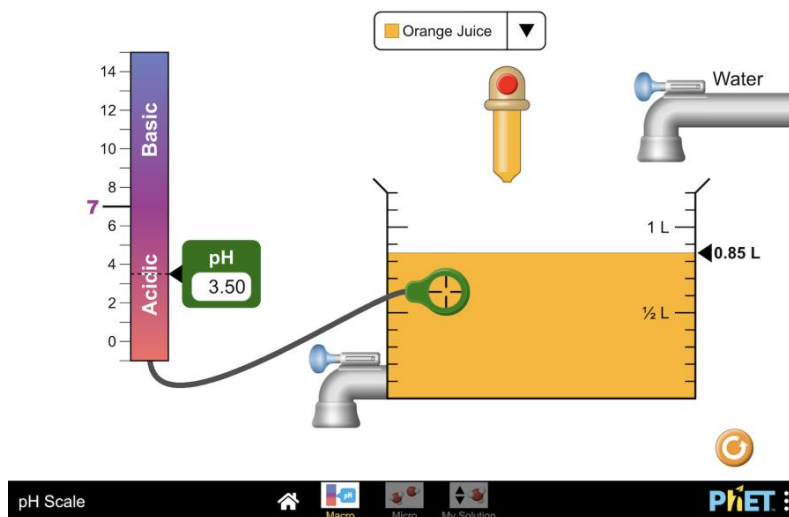 Orange Juice
Water
14
12
10
8
7
6
4
2
0
Basic
Acidic
pH
3.50
1 L
0.85 L
½ L
pH Scale
pH
Macro
Micro
My Solution
PhET